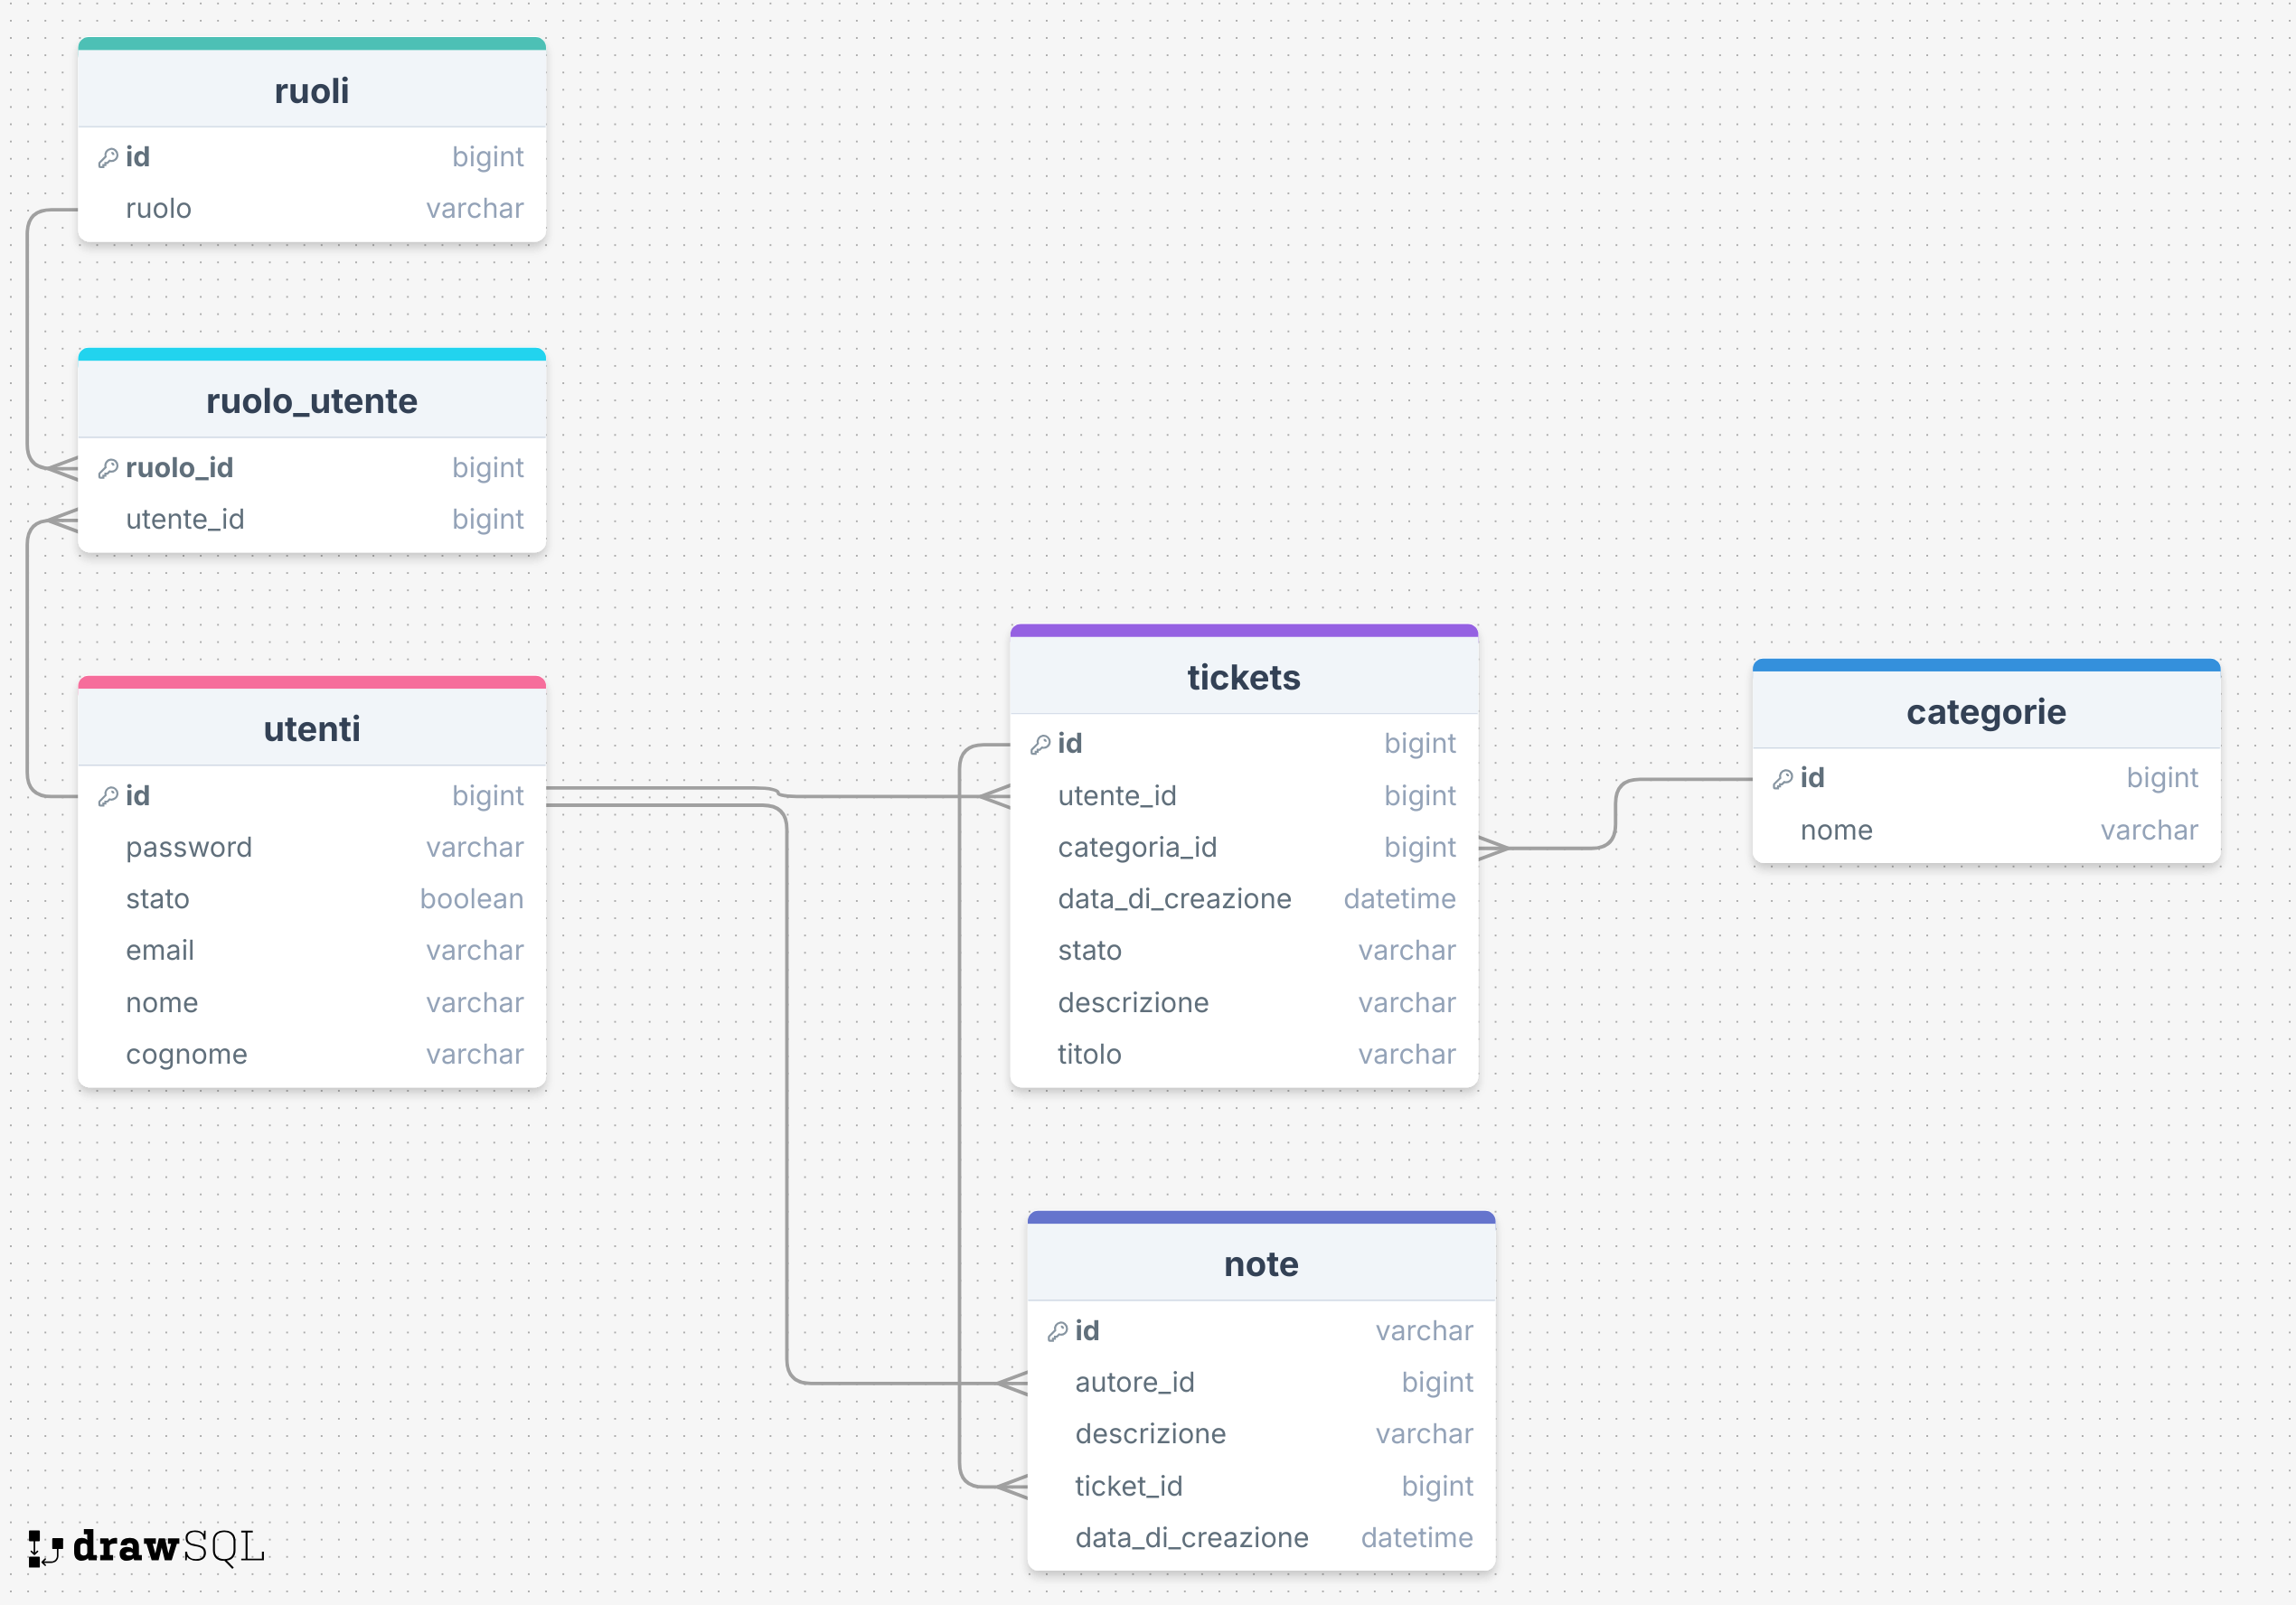 ruoli
id bigint
ruolo varchar
ruolo_utente
ruolo_id bigint
utente_id bigint
utenti
id bigint
password varchar
stato boolean
email varchar
nome varchar
cognome varchar
tickets
id bigint
utente_id bigint
categoria_id bigint
data_di_creazione datetime
stato varchar
descrizione varchar
titolo varchar
categorie
id bigint
nome varchar
note
id varchar
autore_id bigint
descrizione varchar
ticket_id bigint
data_di_creazione datetime
drawSQL